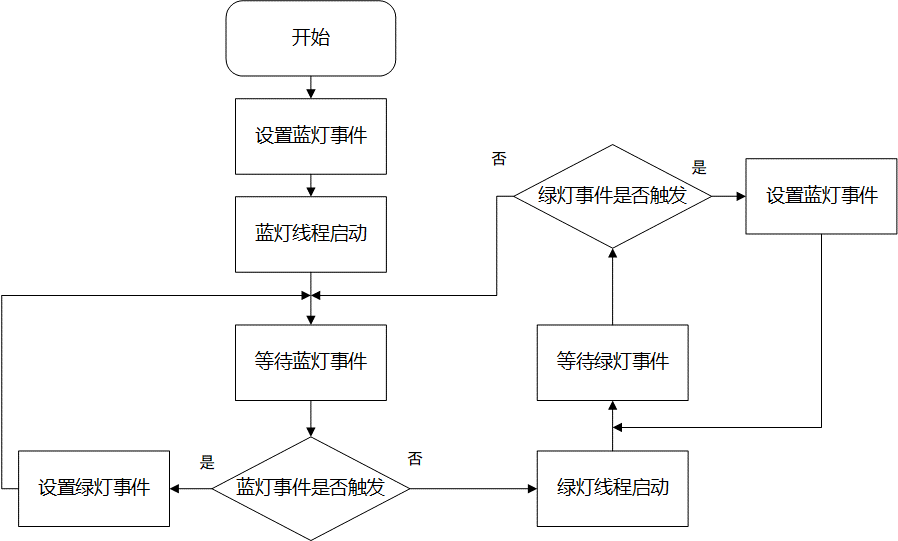 开始
设置蓝灯事件
蓝灯线程启动
等待蓝灯事件
蓝灯事件是否触发
是
设置绿灯事件
否
绿灯线程启动
等待绿灯事件
绿灯事件是否触发
否
是
设置蓝灯事件